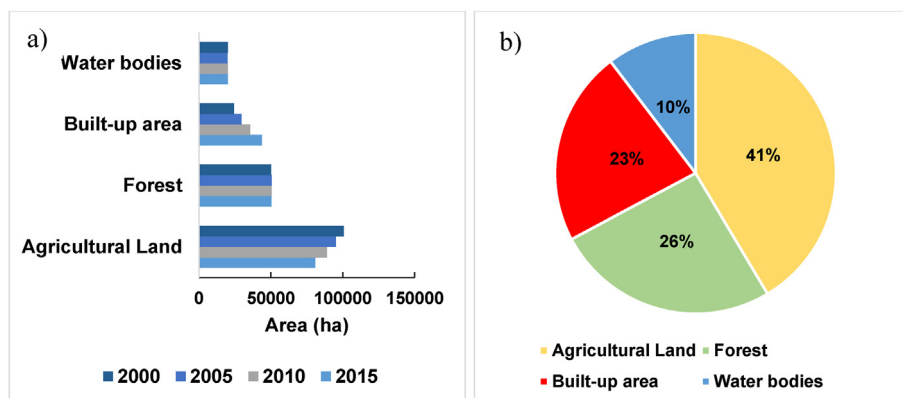 a)
Water bodies
Built-up area
Forest
Agricultural Land
0 50000 100000 150000
Area (ha)
2000 2005 2010 2015
b)
10%
41%
23%
26%
Agricultural Land Forest
Built-up area Water bodies